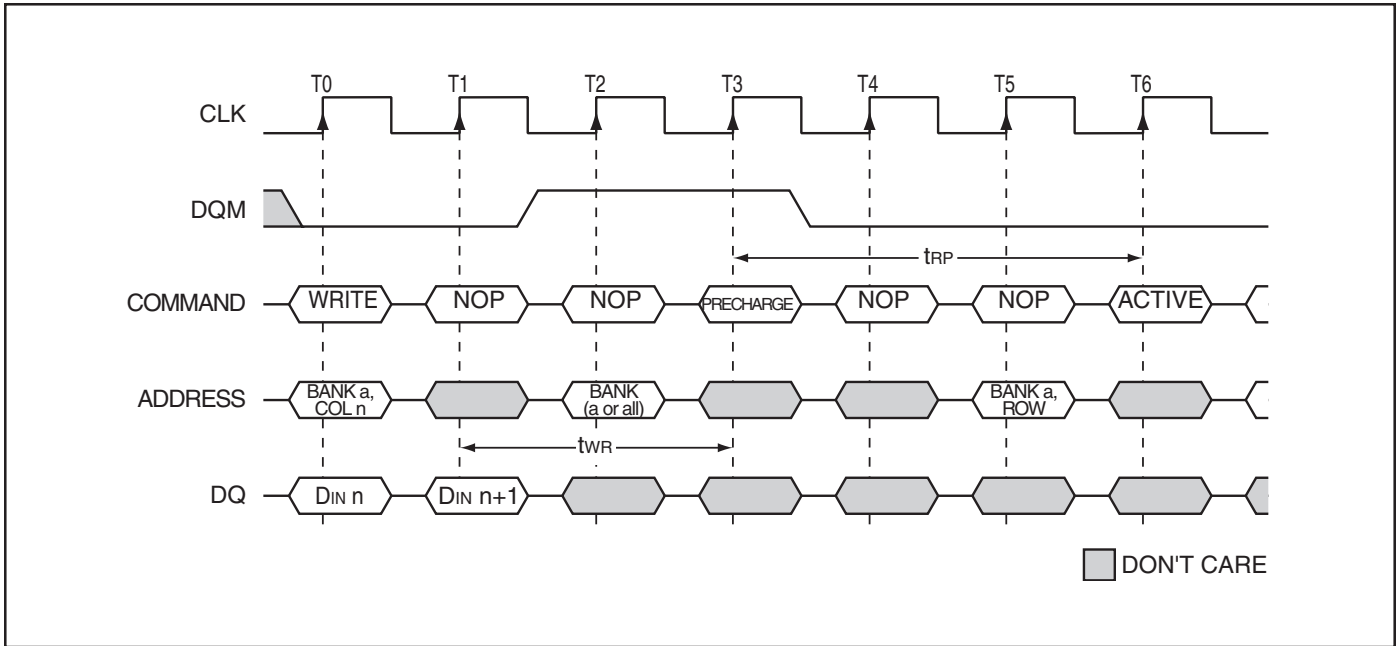 T0 T1 T2 T3 T4 T5 T6
CLK
DQM
tRP
COMMAND WRITE NOP NOP PRECHARGE NOP NOP ACTIVE
ADDRESS BANK a, COL n BANK (a or all) BANK a, ROW
tWR
DQ DIN n DIN n+1
DON'T CARE